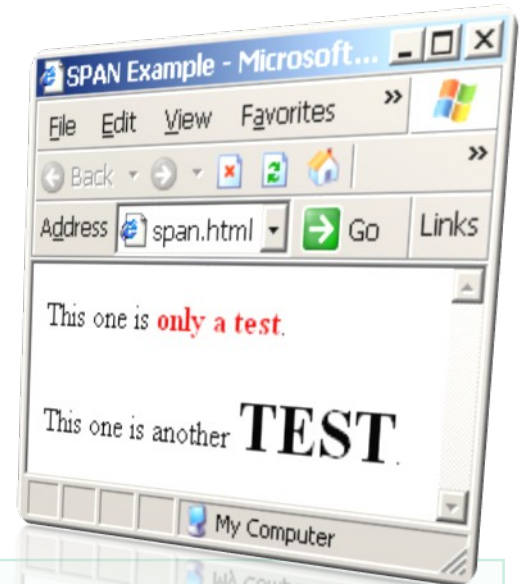 SPAN Example - Microsoft...
File Edit View Favorites »
Back »
Address span.html Go Links
This one is only a test.
This one is another TEST.
My Computer